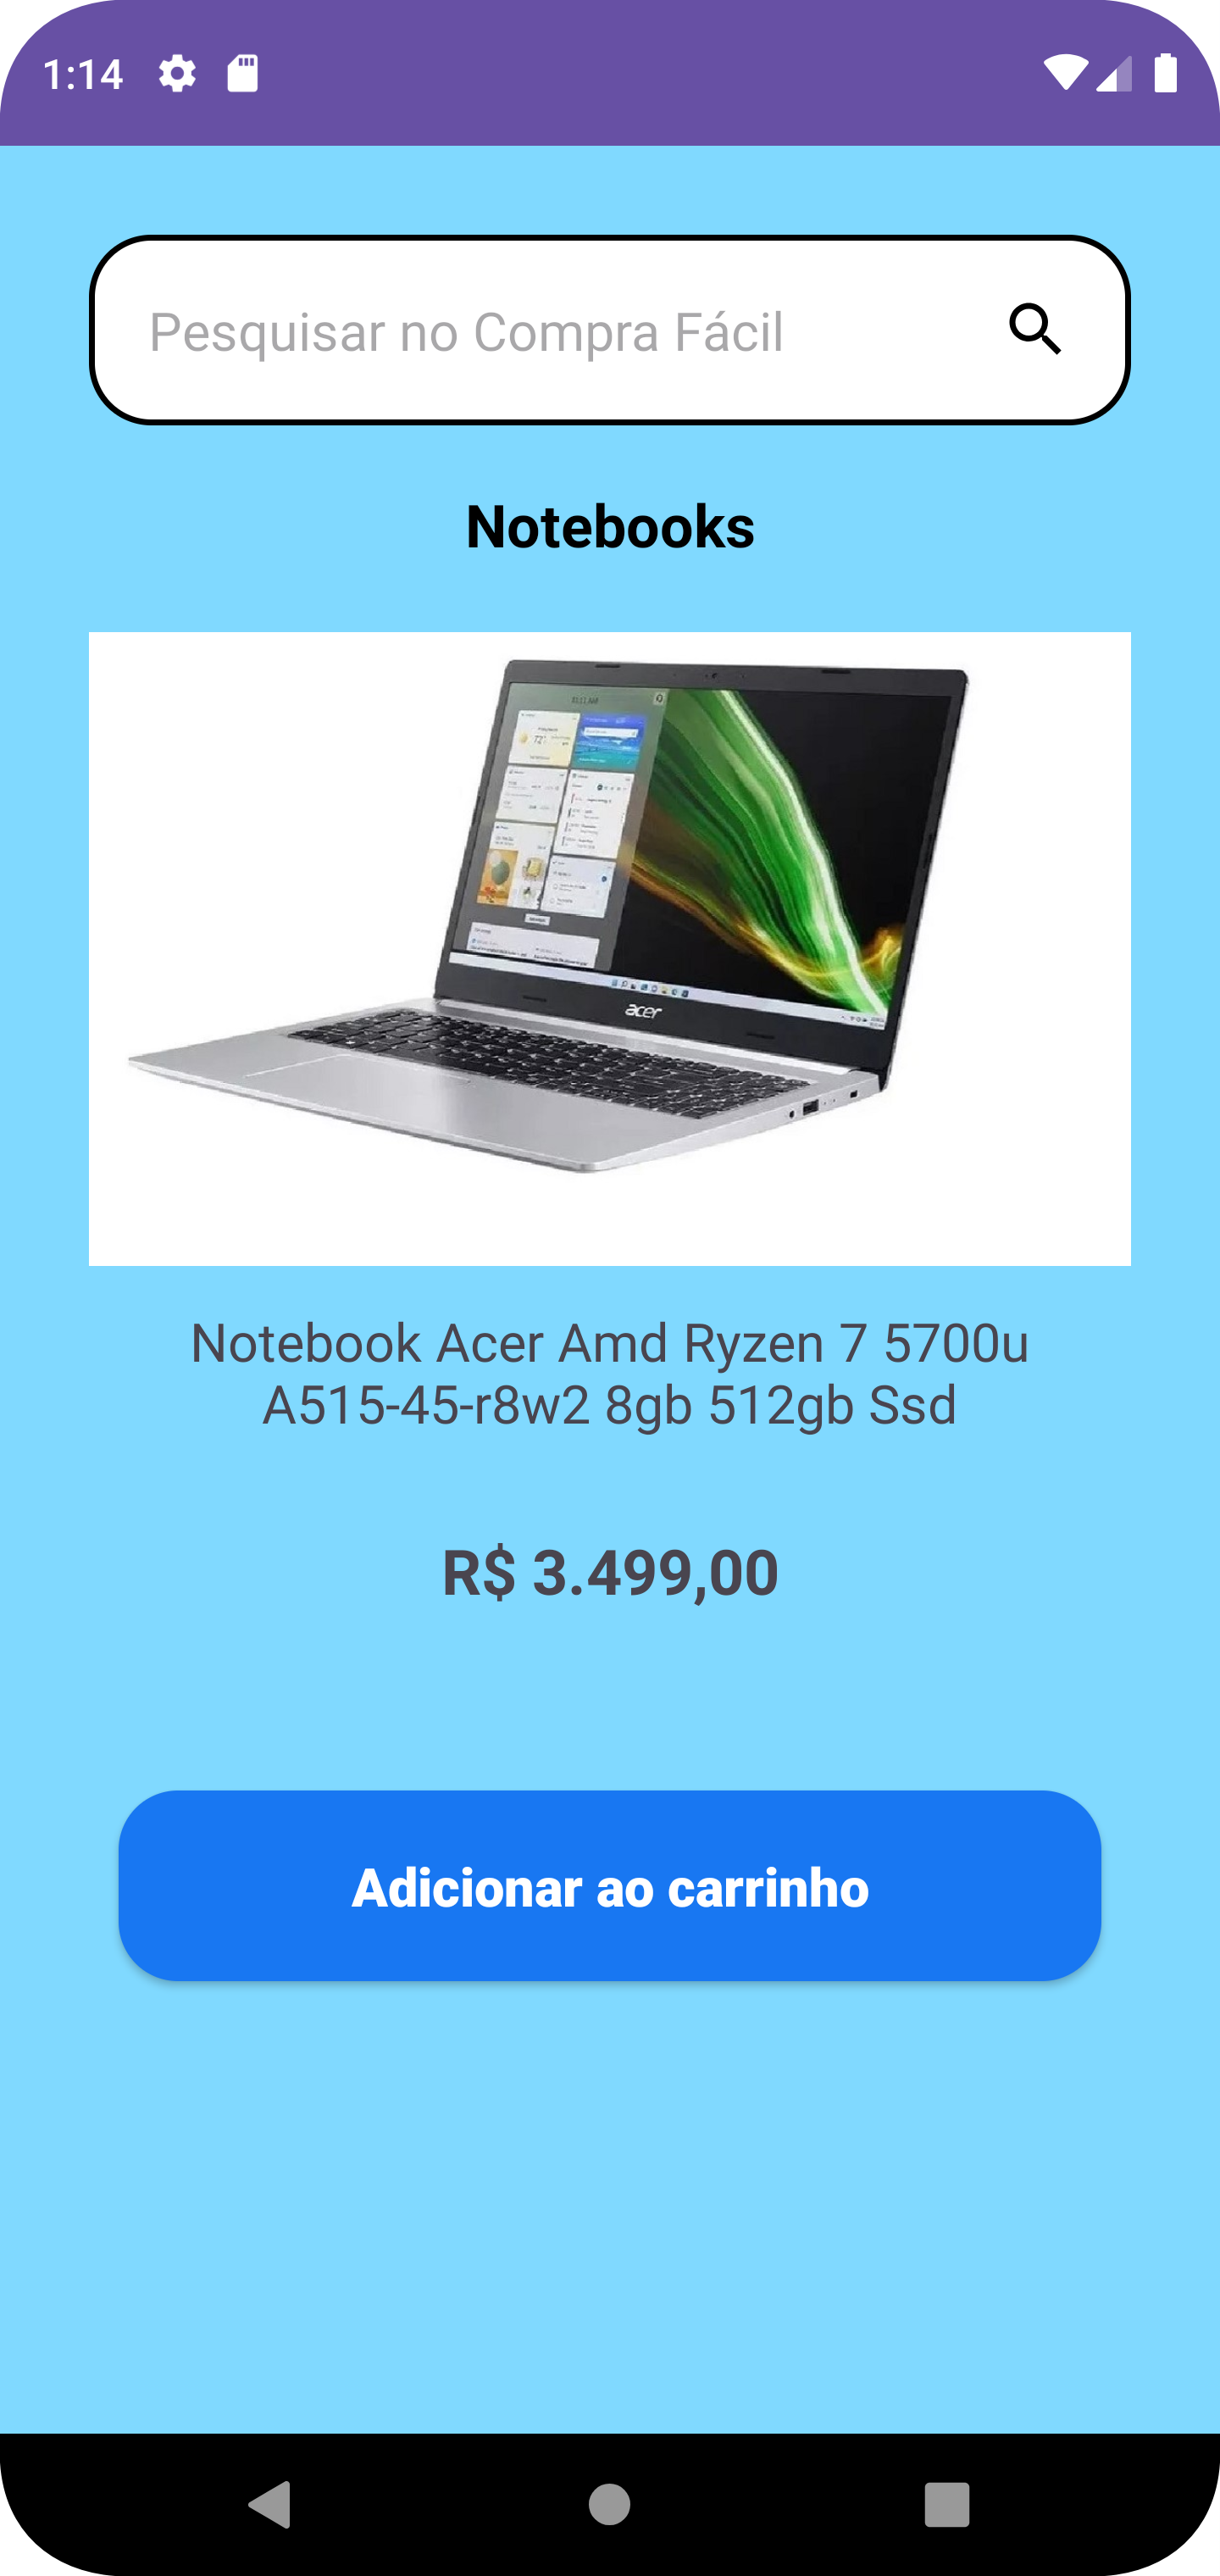 1:14
Pesquisar no Compra Fácil
Notebooks
acer
Notebook Acer Amd Ryzen 7 5700u
A515-45-r8w2 8gb 512gb Ssd
R$ 3.499,00
Adicionar ao carrinho